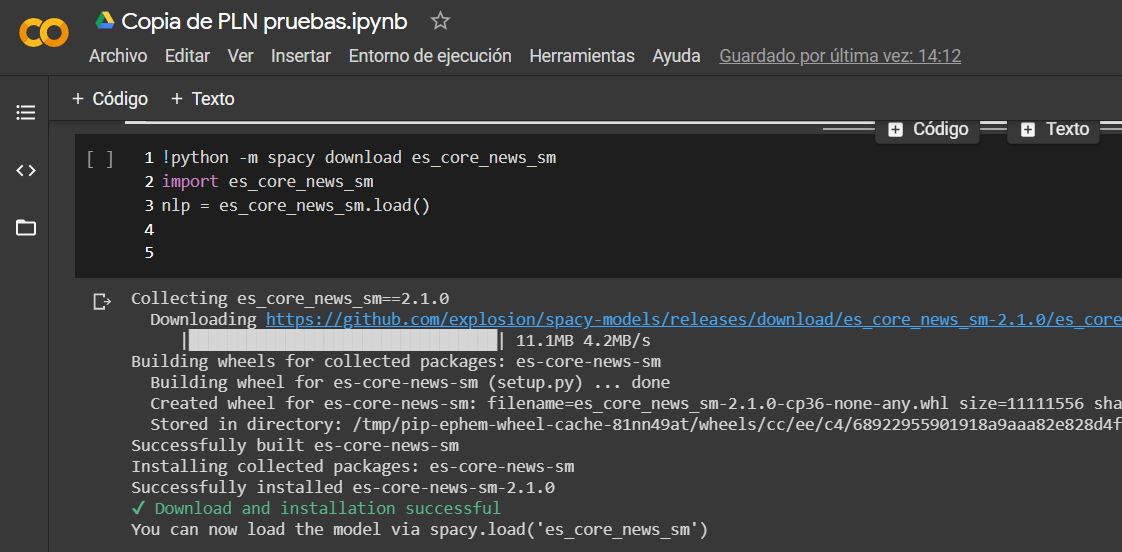 Copia de PLN pruebas.ipynb
Archivo Editar Ver Insertar Entorno de ejecución Herramientas Ayuda Guardado por última vez: 14:12
+ Código + Texto
+ Código + Texto
[ ] 1 !python -m spacy download es_core_news_sm
2 import es_core_news_sm
3 nlp = es_core_news_sm.load()
4
5
Collecting es_core_news_sm==2.1.0
Downloading https://github.com/explosion/spacy-models/releases/download/es_core_news_sm-2.1.0/es_core
11.1MB 4.2MB/s
Building wheels for collected packages: es-core-news-sm
Building wheel for es-core-news-sm (setup.py) ... done
Created wheel for es-core-news-sm: filename=es_core_news_sm-2.1.0-cp36-none-any.whl size=11111556 sha
Stored in directory: /tmp/pip-ephem-wheel-cache-81nn49at/wheels/cc/ee/c4/68922955901918a9aaa82e828d4f
Successfully built es-core-news-sm
Installing collected packages: es-core-news-sm
Successfully installed es-core-news-sm-2.1.0
✔ Download and installation successful
You can now load the model via spacy.load('es_core_news_sm')